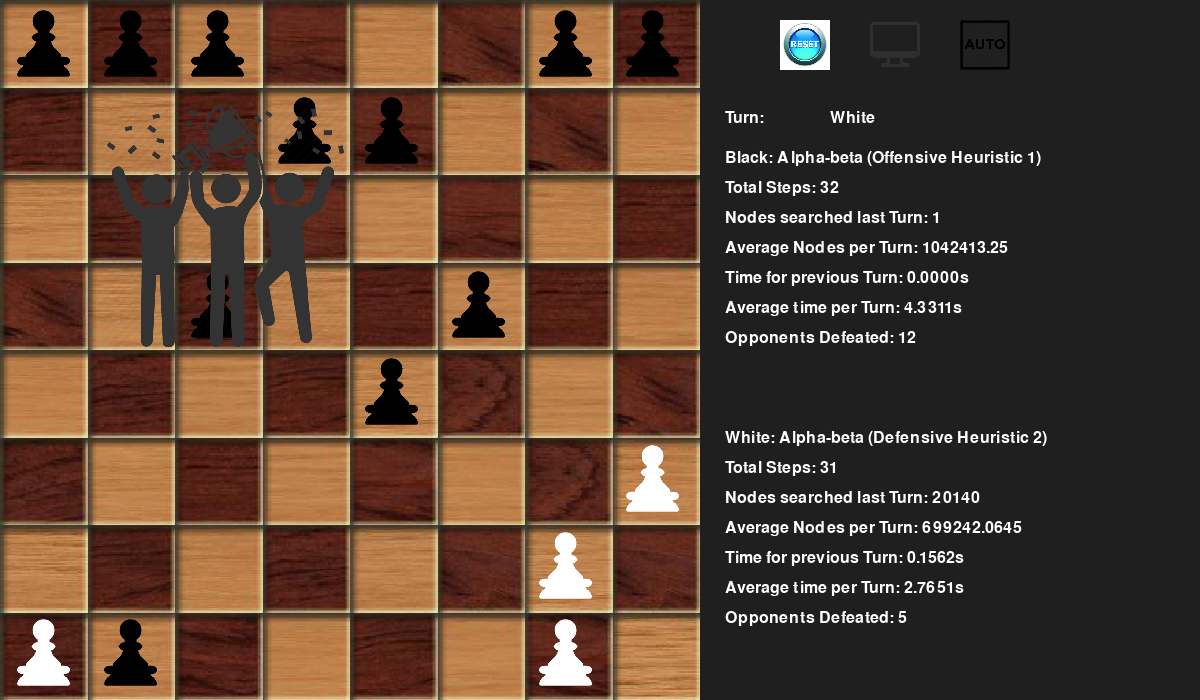 RESET
AUTO
Turn: White
Black: Alpha-beta (Offensive Heuristic 1)
Total Steps: 32
Nodes searched last Turn: 1
Average Nodes per Turn: 1042413.25
Time for previous Turn: 0.0000s
Average time per Turn: 4.3311s
Opponents Defeated: 12
White: Alpha-beta (Defensive Heuristic 2)
Total Steps: 31
Nodes searched last Turn: 20140
Average Nodes per Turn: 699242.0645
Time for previous Turn: 0.1562s
Average time per Turn: 2.7651s
Opponents Defeated: 5